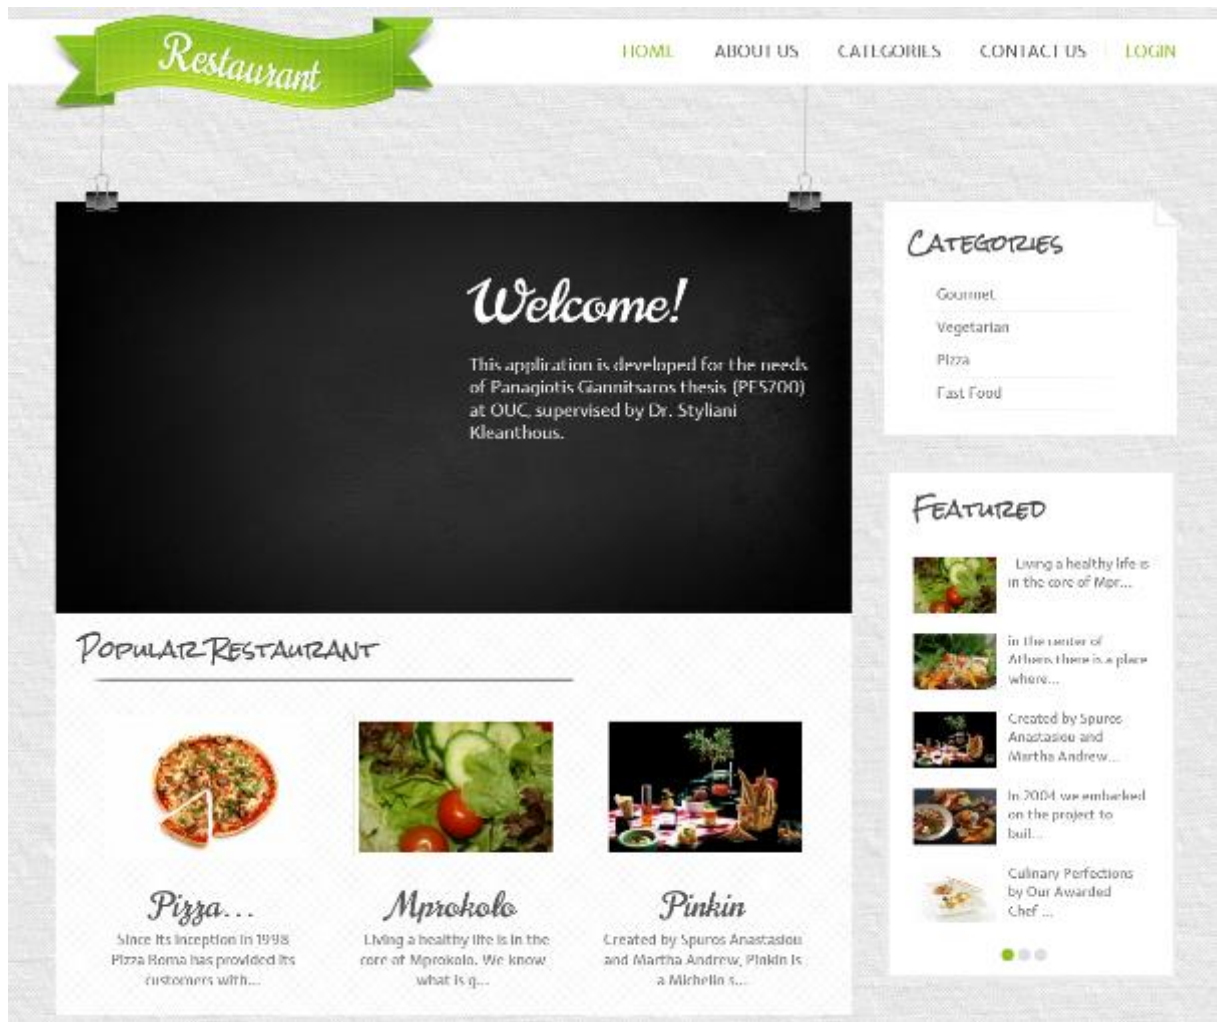 Restaurant
HOME
ABOUT US
CATEGORIES
CONTACT US
LOGIN
Welcome!
This application is developed for the needs
of Panagiotis Giannitsaros thesis (PES700)
at OUC, supervised by Dr. Styliani
Kleanthous.
Categories
Gourmet
Vegetarian
Pizza
Fast Food
Featured
Living a healthy life is
in the core of Mpr...
in the center of
Athens there is a place
where...
Created by Spuros
Anastasiou and
Martha Andrew...
In 2004 we embarked
on the project to
buil...
Culinary Perfections
by Our Awarded
Chef ...
Popular Restaurant
Pizza...
Since its inception in 1998
Pizza Roma has provided its
customers with...
Mprokolo
Living a healthy life is in the
core of Mprokolo. We know
what is g...
Pinkin
Created by Spuros Anastasiou
and Martha Andrew, Pinkin is
a Michelin s...